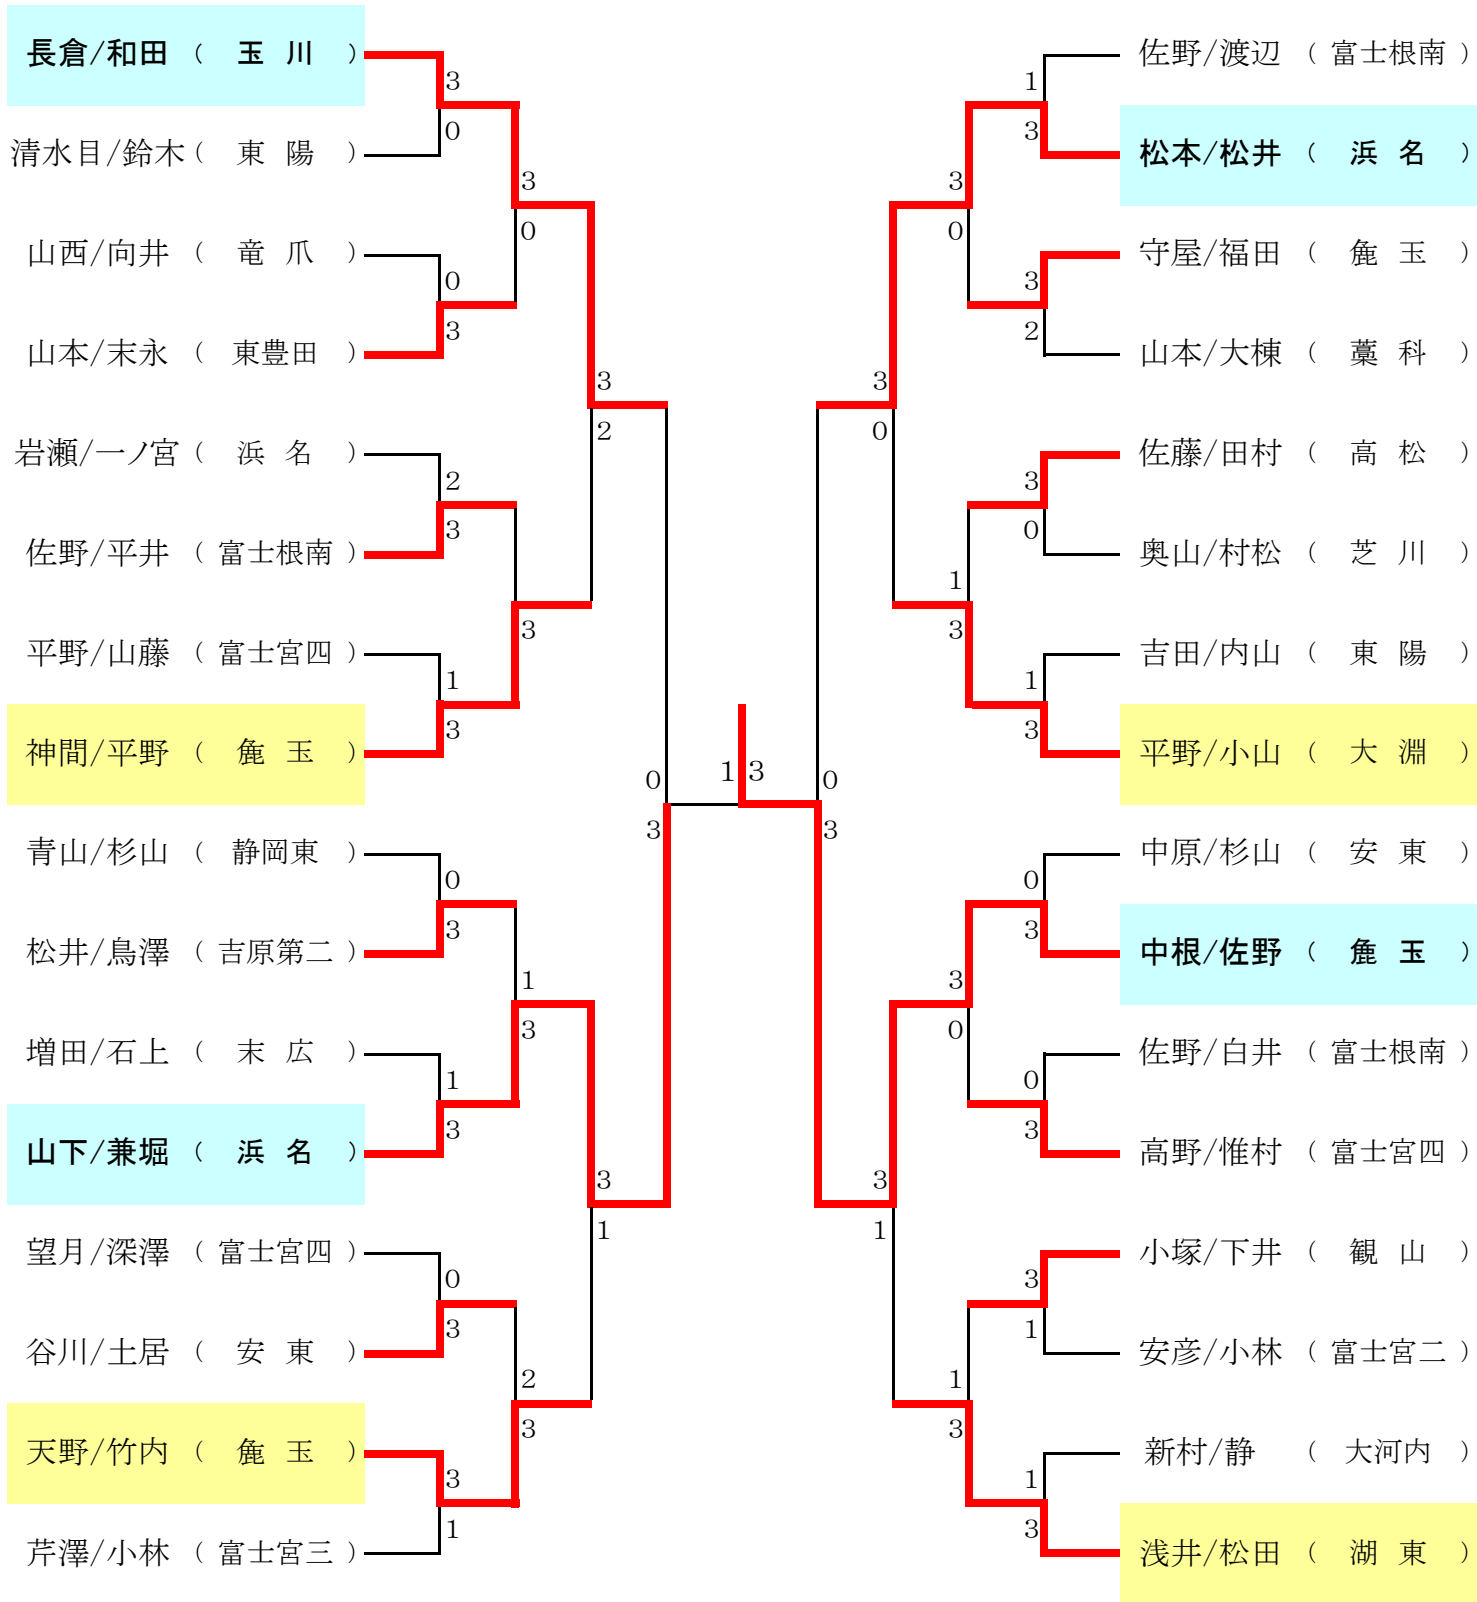 長倉/和田 ( 玉 川 )
清水目/鈴木 ( 東 陽 )
山西/向井 ( 竜 爪 )
山本/末永 ( 東豊田 )
岩瀬/一ノ宮 ( 浜 名 )
佐野/平井 ( 富士根南 )
平野/山藤 ( 富士宮四 )
神間/平野 ( 麁 玉 )
青山/杉山 ( 静岡東 )
松井/鳥澤 ( 吉原第二 )
増田/石上 ( 末 広 )
山下/兼堀 ( 浜 名 )
望月/深澤 ( 富士宮四 )
谷川/土居 ( 安 東 )
天野/竹内 ( 麁 玉 )
芹澤/小林 ( 富士宮三 )
3
0
0
3
2
3
1
3
0
3
1
3
0
3
3
1
3
0
3
1
3
2
3
3
2
3
1
0
3
1 3
0
3
3
0
3
1
3
0
1
3
3
0
1
3
1
3
3
2
3
0
1
3
0
3
0
3
3
1
1
3
佐野/渡辺 ( 富士根南 )
松本/松井 ( 浜 名 )
守屋/福田 ( 麁 玉 )
山本/大棟 ( 藁 科 )
佐藤/田村 ( 高 松 )
奥山/村松 ( 芝 川 )
吉田/内山 ( 東 陽 )
平野/小山 ( 大 淵 )
中原/杉山 ( 安 東 )
中根/佐野 ( 麁 玉 )
佐野/白井 ( 富士根南 )
高野/惟村 ( 富士宮四 )
小塚/下井 ( 観 山 )
安彦/小林 ( 富士宮二 )
新村/静 ( 大河内 )
浅井/松田 ( 湖 東 )